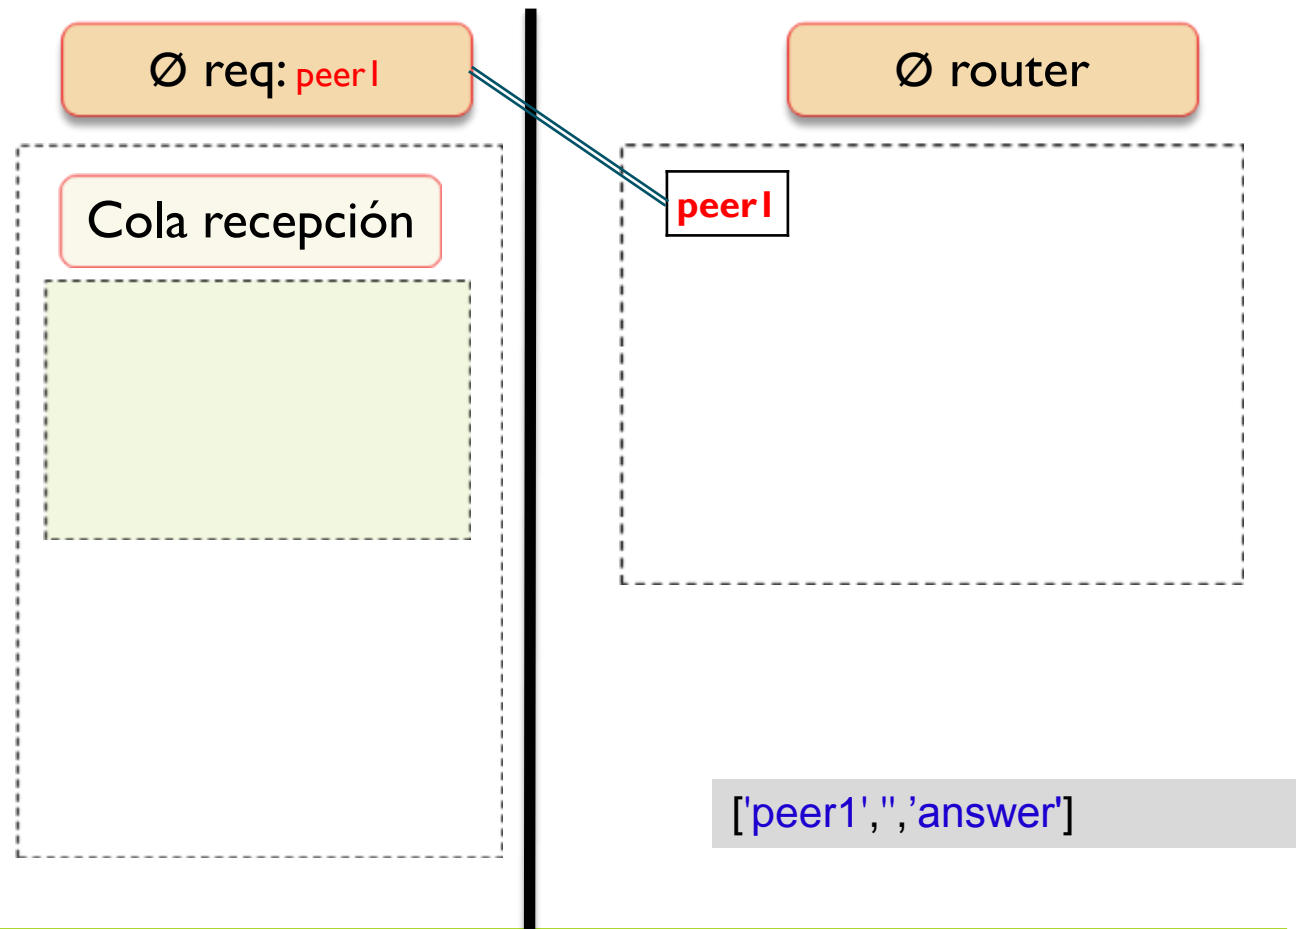 Ø req: peer1
Ø router
Cola recepción
peer1
['peer1','',’answer']